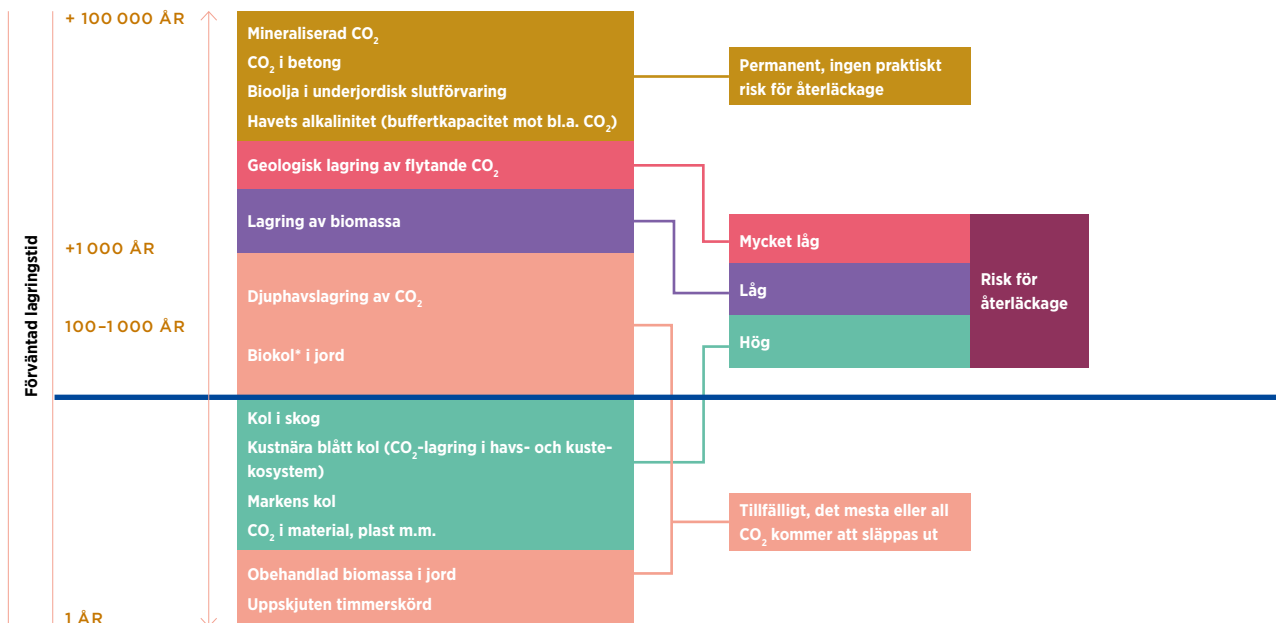 Förväntad lagringstid
+ 100 000 ÅR
+1 000 ÅR
100–1 000 ÅR
1 ÅR
Mineraliserad CO₂
CO₂ i betong
Bioolja i underjordisk slutförvaring
Havets alkalinitet (buffertkapacitet mot bl.a. CO₂)
Geologisk lagring av flytande CO₂
Lagring av biomassa
Djuphavslagring av CO₂
Biokol* i jord
Kol i skog
Kustnära blått kol (CO₂-lagring i havs- och kuste-
kosystem)
Markens kol
CO₂ i material, plast m.m.
Obehandlad biomassa i jord
Uppskjuten timmerskörd
Permanent, ingen praktiskt
risk för återläckage
Mycket låg
Låg
Hög
Risk för
återläckage
Tillfälligt, det mesta eller all
CO₂ kommer att släppas ut